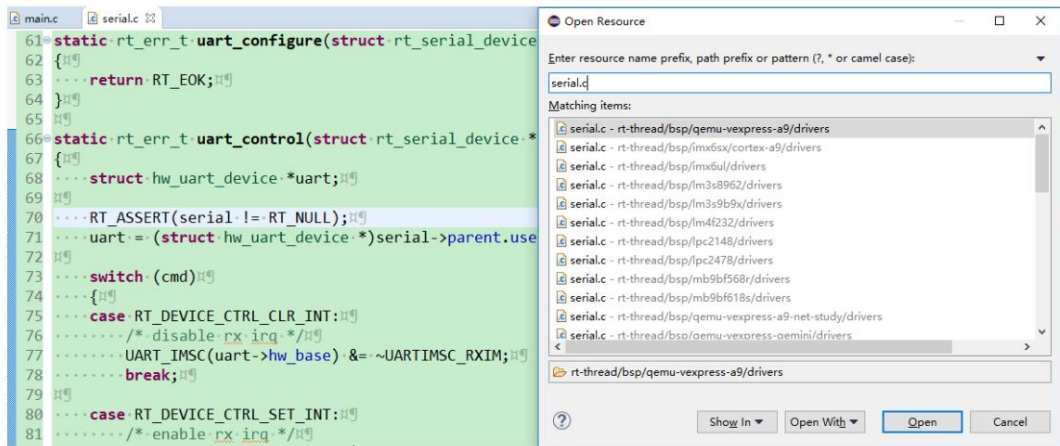 main.c
serial.c
61 static rt_err_t uart_configure(struct rt_serial_device
62 {
63 return RT_EOK;
64 }
65
66 static rt_err_t uart_control(struct rt_serial_device *
67 {
68 struct hw_uart_device *uart;
69
70 RT_ASSERT(serial != RT_NULL);
71 uart = (struct hw_uart_device *)serial->parent.use
72
73 switch (cmd)
74 {
75 case RT_DEVICE_CTRL_CLR_INT:
76 /* disable rx irq */
77 UART_IMSC(uart->hw_base) &= ~UARTIMSC_RXIM;
78 break;
79
80 case RT_DEVICE_CTRL_SET_INT:
81 /* enable rx irq */
Open Resource
Enter resource name prefix, path prefix or pattern (?, * or camel case):
serial.c
Matching items:
serial.c - rt-thread/bsp/qemu-vexpress-a9/drivers
serial.c - rt-thread/bsp/imx6sx/cortex-a9/drivers
serial.c - rt-thread/bsp/imx6ul/drivers
serial.c - rt-thread/bsp/lm3s8962/drivers
serial.c - rt-thread/bsp/lm3s9b9x/drivers
serial.c - rt-thread/bsp/lm4f232/drivers
serial.c - rt-thread/bsp/lpc2148/drivers
serial.c - rt-thread/bsp/lpc2478/drivers
serial.c - rt-thread/bsp/mb9bf568r/drivers
serial.c - rt-thread/bsp/mb9bf618s/drivers
serial.c - rt-thread/bsp/qemu-vexpress-a9-net-study/drivers
serial.c - rt-thread/bsp/qemu-vexpress-gemini/drivers
rt-thread/bsp/qemu-vexpress-a9/drivers
Show In
Open With
Open
Cancel